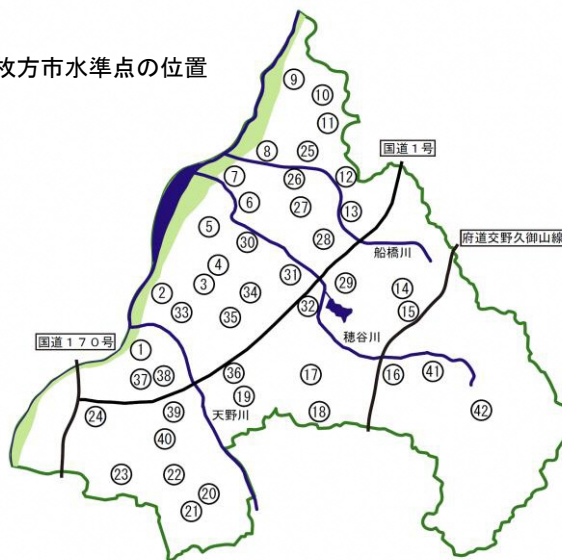 枚方市水準点の位置
⑨
⑩
⑪
国道1号
⑧ ㉕
⑦ ㉖ ⑫
⑥ ㉗ ⑬
⑤ ㉚ ㉘
府道交野久御山線
船橋川
④ ㉛
② ③ ㉞ ㉙ ⑭
㉝ ㉟ ㉜ ⑮
穂谷川
国道170号
①
㊲ ㊳ ㊱ ⑰ ⑯ ㊶
⑲
㉔ ㊴ 天野川 ⑱ ㊷
㊵
㉓ ㉒
⑳
㉑